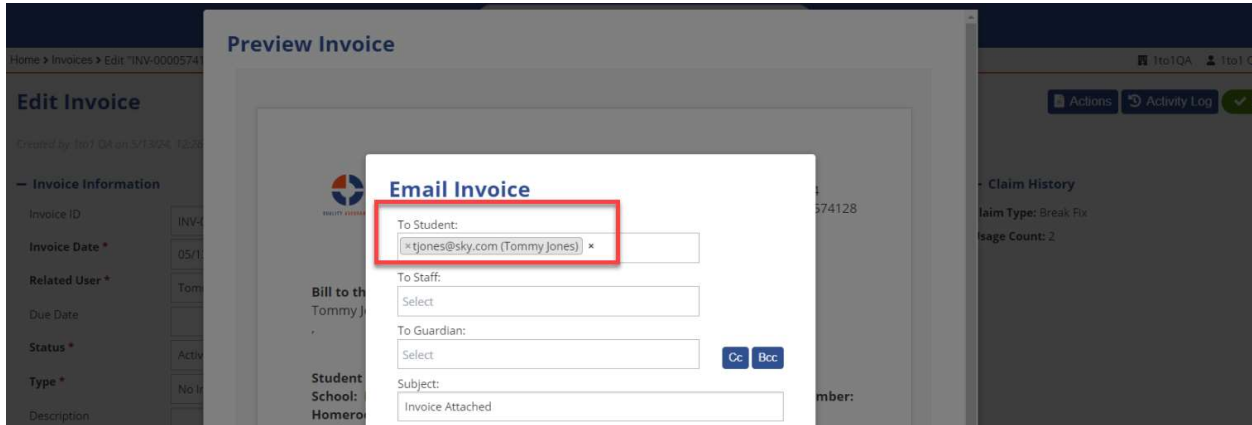 Preview Invoice
Home > Invoices > Edit "INV-00005741
1to1QA 1to1
Edit Invoice
Actions Activity Log
Created by 1to1 QA on 5/13/24, 12:26
Email Invoice
574128
Invoice Information
Claim History
Invoice ID
INV-
To Student:
laim Type: Break Fix
Invoice Date *
05/1
×tjones@sky.com (Tommy Jones) ×
sage Count: 2
Related User *
Tom
To Staff:
Bill to th
Select
Tommy J
Due Date
To Guardian:
Status *
Activ
Select
Cc Bcc
Type *
No I
Student
Subject:
School:
mber:
Invoice Attached
Description
Homero